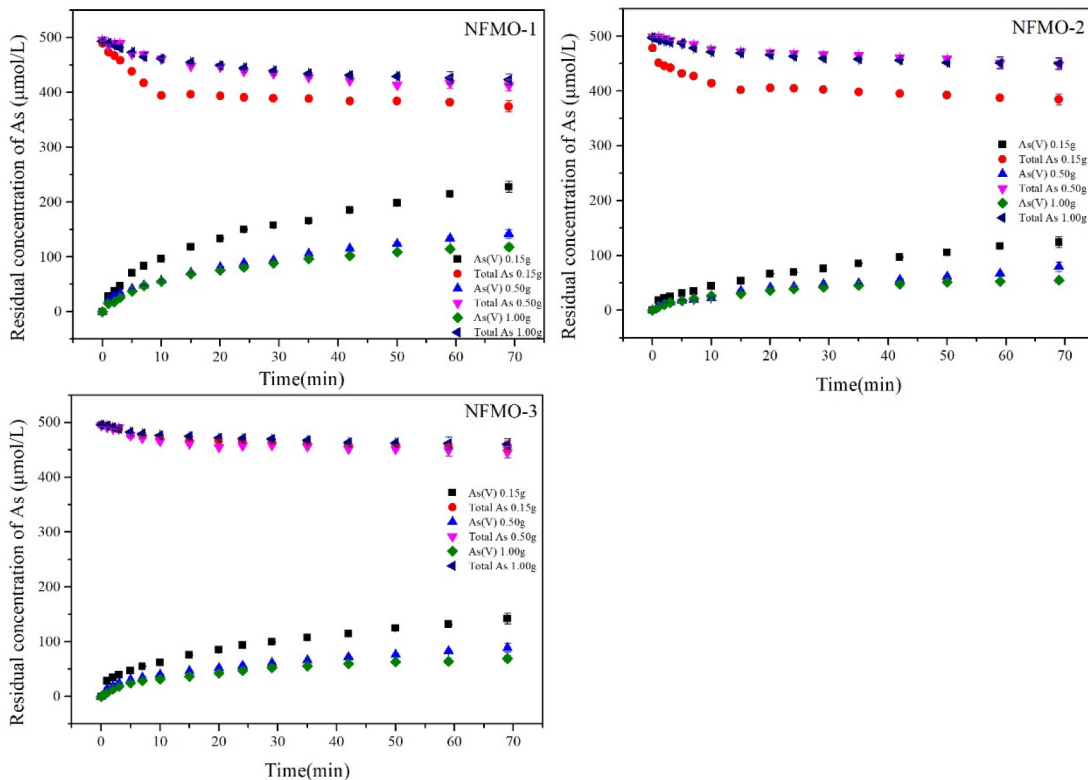 NFMO-1
Residual concentration of As (μmol/L)
500
400
300
200
100
0
As(V) 0.15g
Total As 0.15g
As(V) 0.50g
Total As 0.50g
As(V) 1.00g
Total As 1.00g
0 10 20 30 40 50 60 70
Time(min)
NFMO-2
Residual concentration of As (μmol/L)
500
400
300
200
100
0
As(V) 0.15g
Total As 0.15g
As(V) 0.50g
Total As 0.50g
As(V) 1.00g
Total As 1.00g
0 10 20 30 40 50 60 70
Time(min)
NFMO-3
Residual concentration of As (μmol/L)
500
400
300
200
100
0
As(V) 0.15g
Total As 0.15g
As(V) 0.50g
Total As 0.50g
As(V) 1.00g
Total As 1.00g
0 10 20 30 40 50 60 70
Time(min)